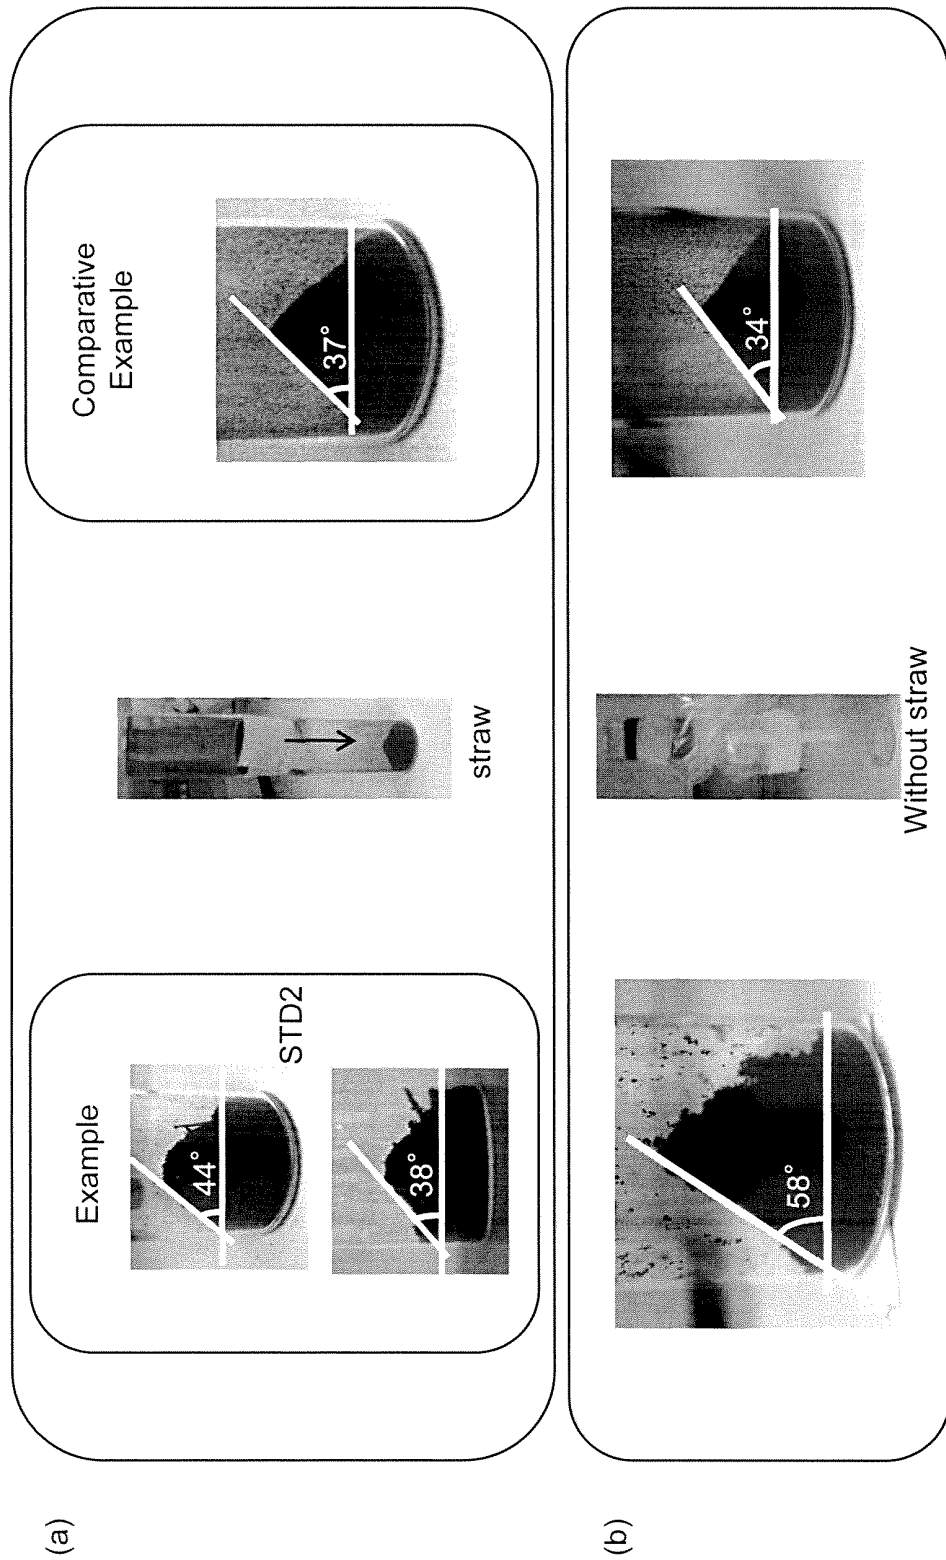 (a)
Example
44°
STD2
38°
straw
Comparative
Example
37°
(b)
58°
Without straw
34°